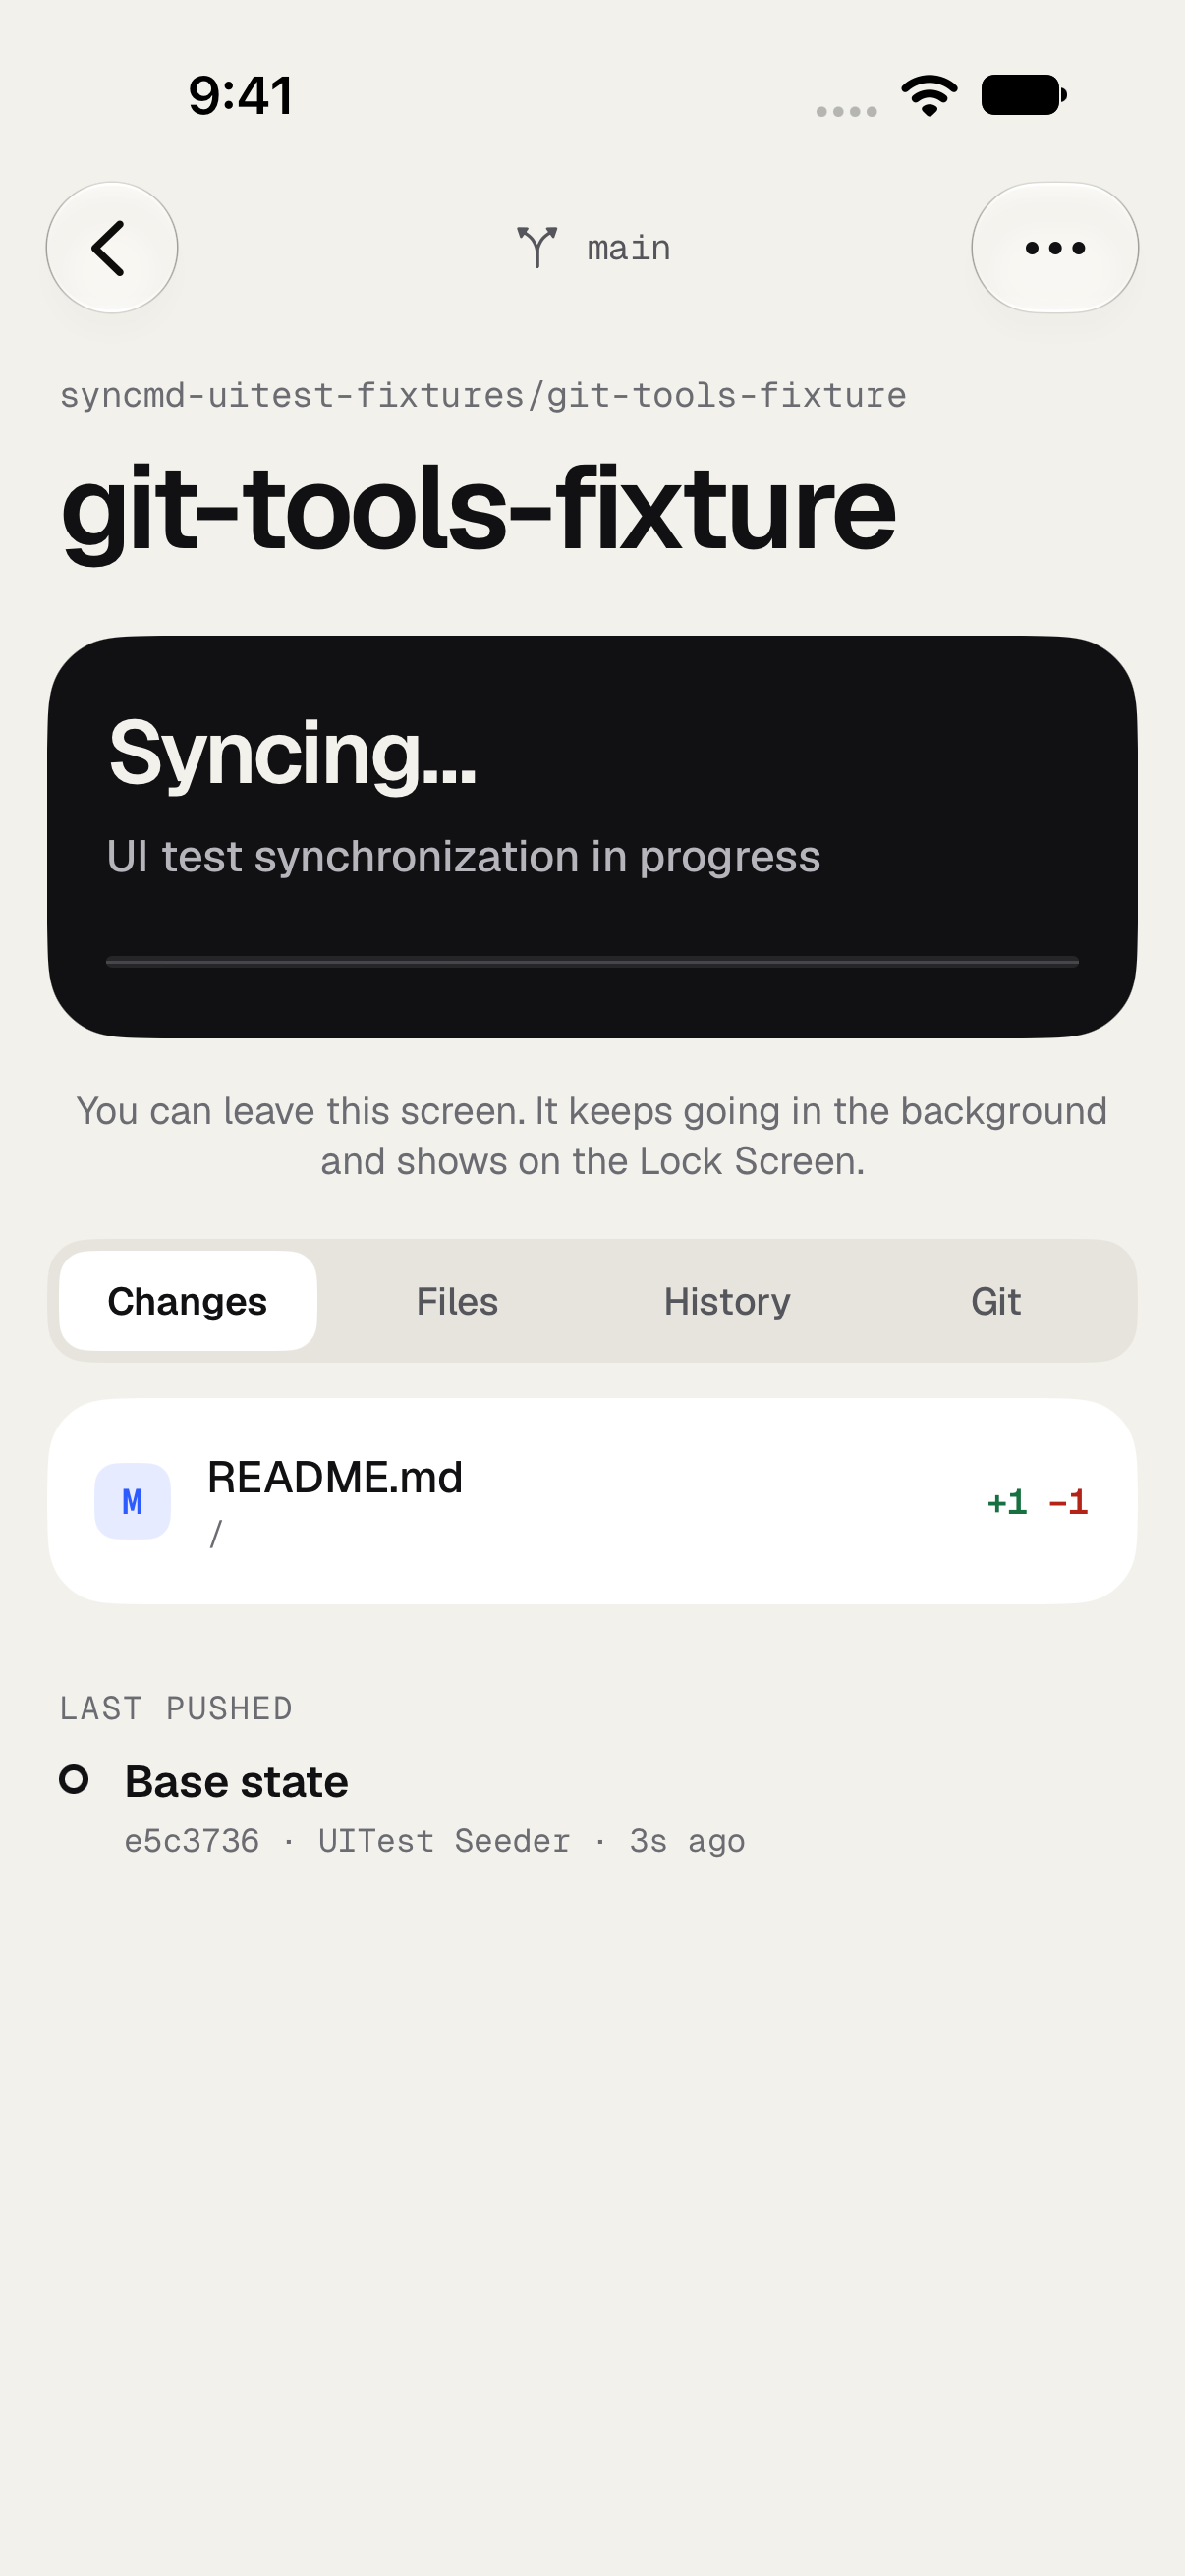 9:41
main
syncmd-uitest-fixtures/git-tools-fixture
git-tools-fixture
Syncing...
UI test synchronization in progress
You can leave this screen. It keeps going in the background
and shows on the Lock Screen.
Changes Files History Git
M README.md +1 −1
/
LAST PUSHED
Base state
e5c3736 · UITest Seeder · 3s ago